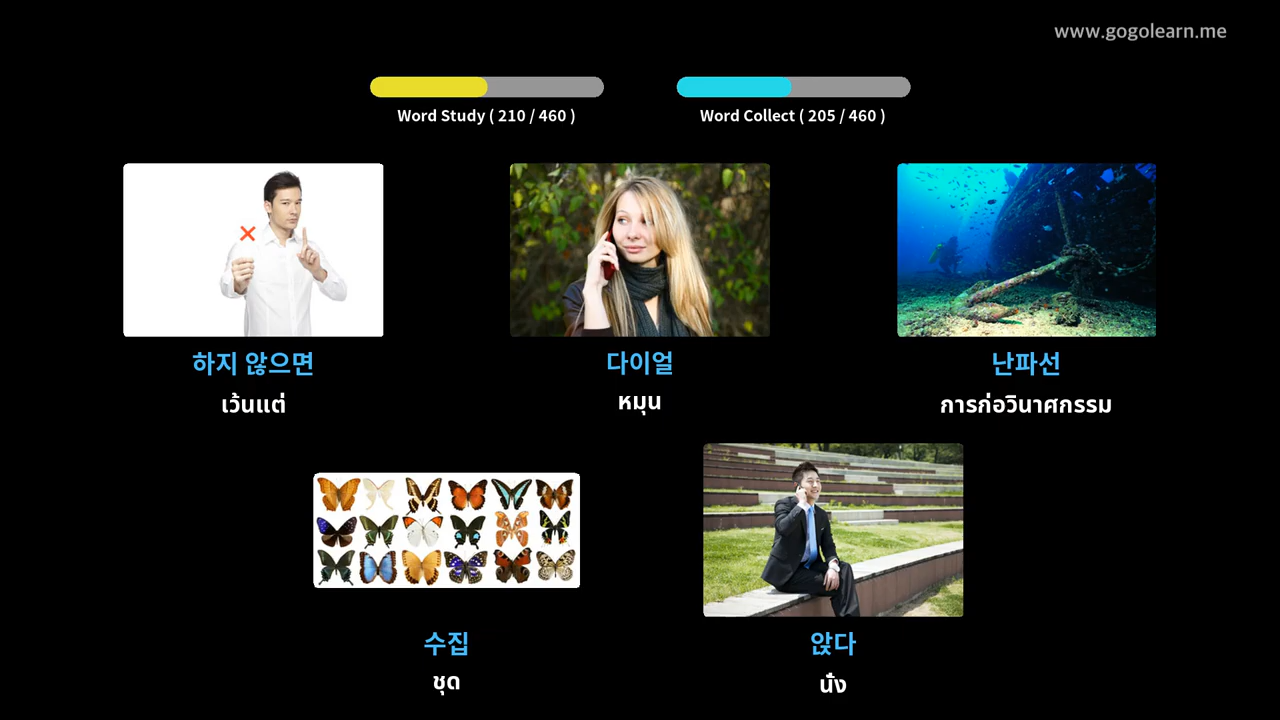 www.gogolearn.me
Word Study ( 210 / 460 )
Word Collect ( 205 / 460 )
하지 않으면
เว้นแต่
다이얼
หมุน
난파선
การก่อวินาศกรรม
수집
ชุด
앉다
นั่ง